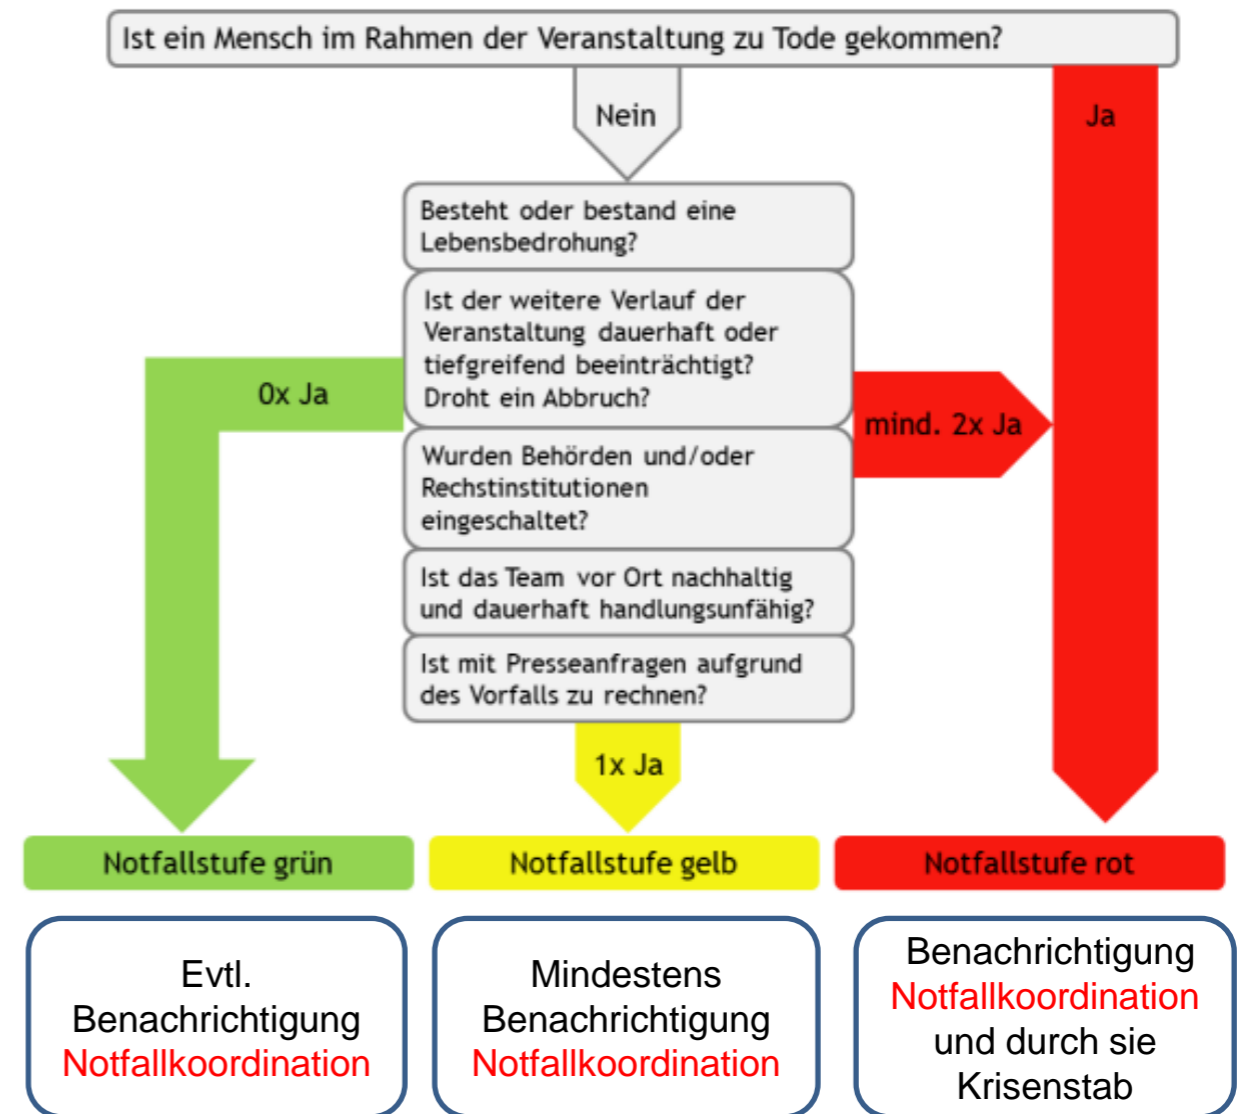 Ist ein Mensch im Rahmen der Veranstaltung zu Tode gekommen?
Nein
Ja
Besteht oder bestand eine
Lebensbedrohung?
Ist der weitere Verlauf der
Veranstaltung dauerhaft oder
tiefgreifend beeinträchtigt?
Droht ein Abbruch?
0x Ja
mind. 2x Ja
Wurden Behörden und/oder
Rechstinstitutionen
eingeschaltet?
Ist das Team vor Ort nachhaltig
und dauerhaft handlungsunfähig?
Ist mit Presseanfragen aufgrund
des Vorfalls zu rechnen?
1x Ja
Notfallstufe grün
Notfallstufe gelb
Notfallstufe rot
Evtl.
Benachrichtigung
Notfallkoordination
Mindestens
Benachrichtigung
Notfallkoordination
Benachrichtigung
Notfallkoordination
und durch sie
Krisenstab